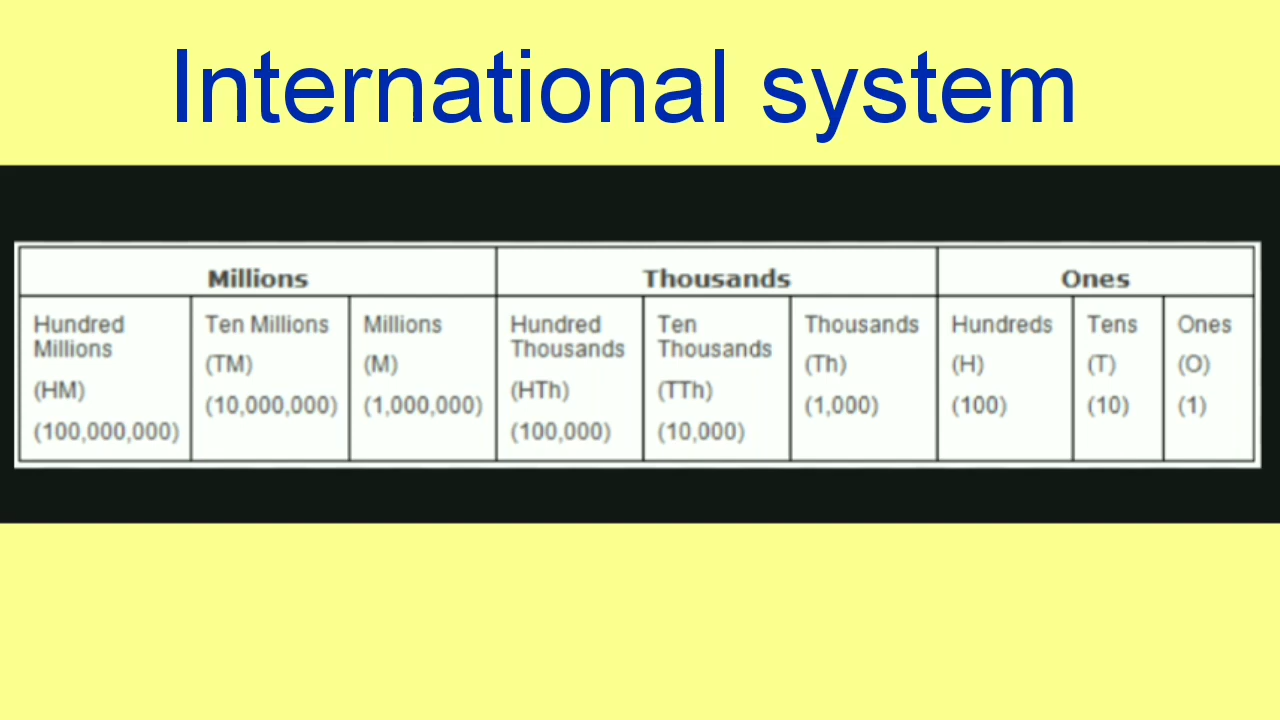 International system
Millions
Thousands
Ones
Hundred
Millions
(HM)
(100,000,000)
Ten Millions
(TM)
(10,000,000)
Millions
(M)
(1,000,000)
Hundred
Thousands
(HTh)
(100,000)
Ten
Thousands
(TTh)
(10,000)
Thousands
(Th)
(1,000)
Hundreds
(H)
(100)
Tens
(T)
(10)
Ones
(O)
(1)